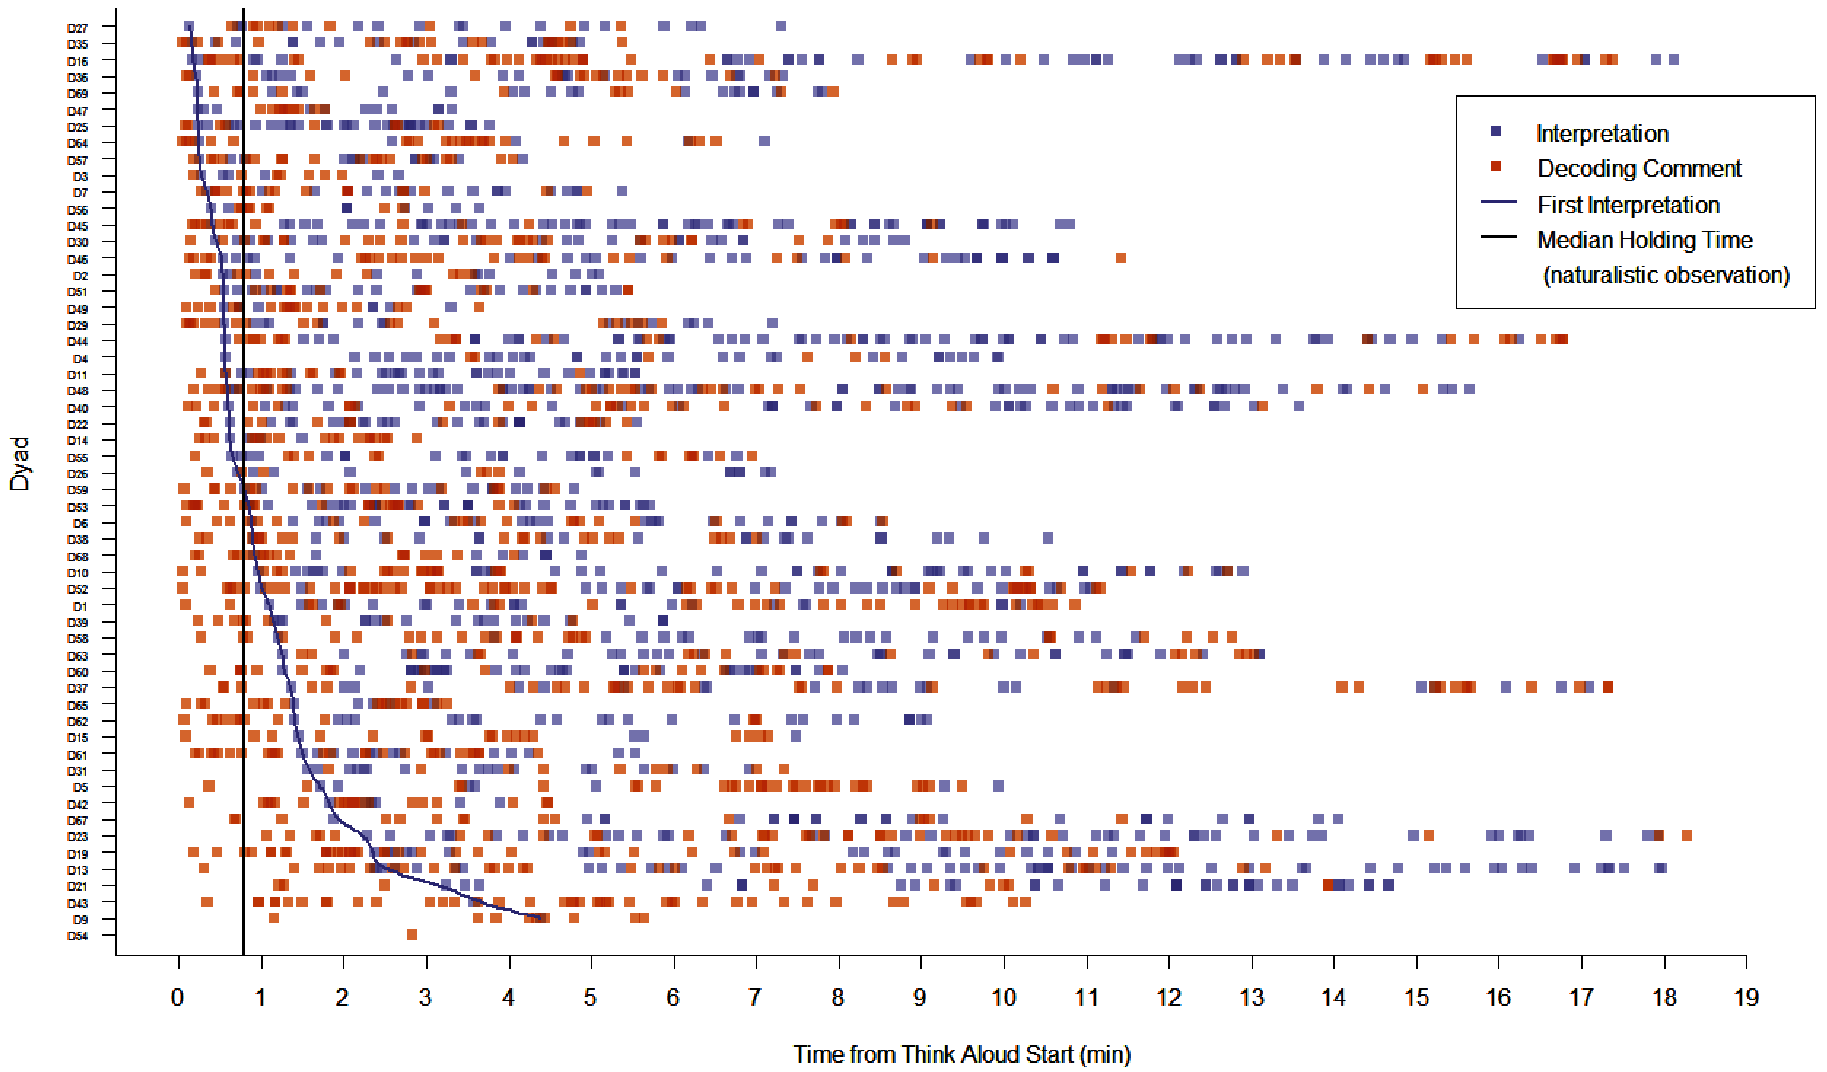 D27
D35
D16
D36
D69
D47
D25
D64
D57
D3
D7
D56
D45
D30
D46
D2
D51
D49
D29
D44
D4
D11
D48
D40
D22
D14
D55
D26
D59
D53
D6
D38
D68
D10
D52
D1
D39
D58
D63
D60
D37
D65
D62
D15
D61
D31
D5
D42
D67
D23
D19
D13
D21
D43
D9
D54
Dyad
Interpretation
Decoding Comment
First Interpretation
Median Holding Time
(naturalistic observation)
0 1 2 3 4 5 6 7 8 9 10 11 12 13 14 15 16 17 18 19
Time from Think Aloud Start (min)